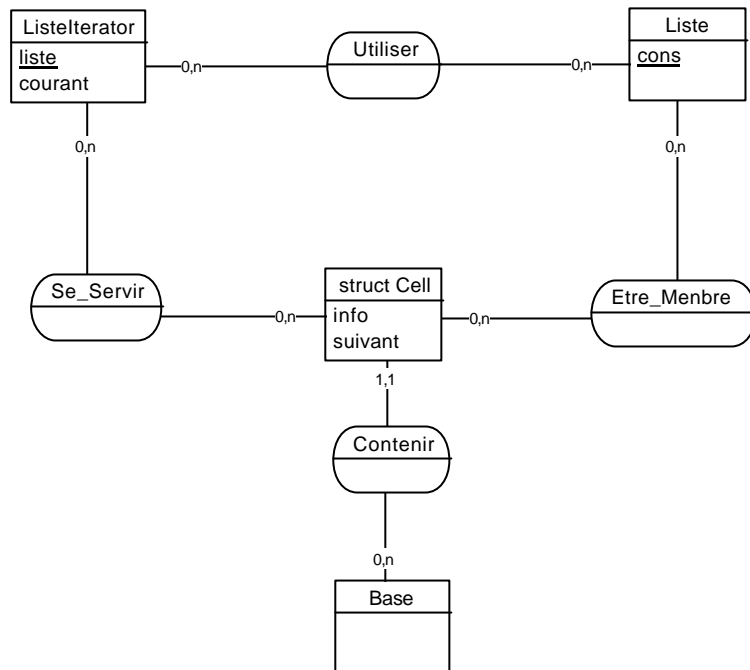 ListeIterator
liste
courant
Utiliser
Liste
cons
0,n
0,n
0,n
0,n
Se_Servir
struct Cell
info
suivant
Etre_Menbre
0,n
0,n
1,1
Contenir
0,n
Base